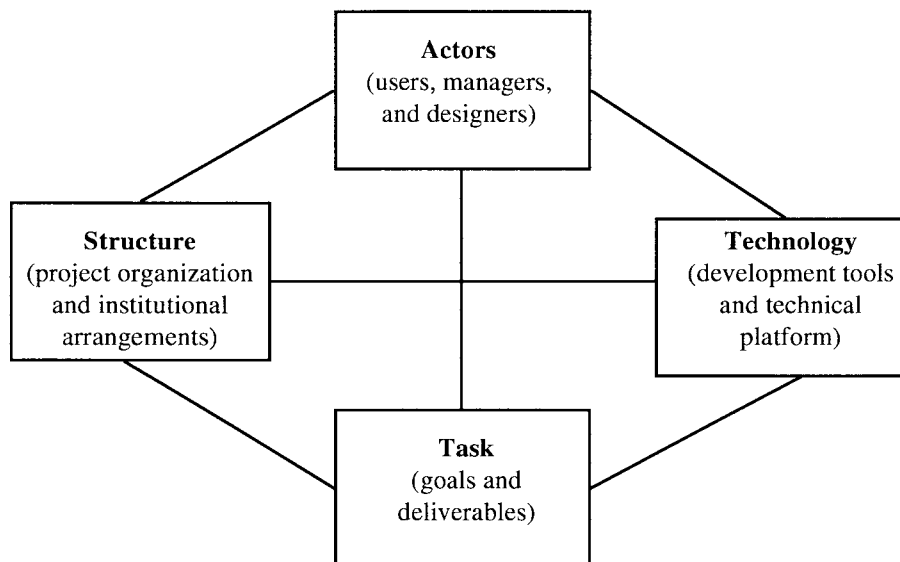 Actors
(users, managers,
and designers)
Structure
(project organization
and institutional
arrangements)
Technology
(development tools
and technical
platform)
Task
(goals and
deliverables)